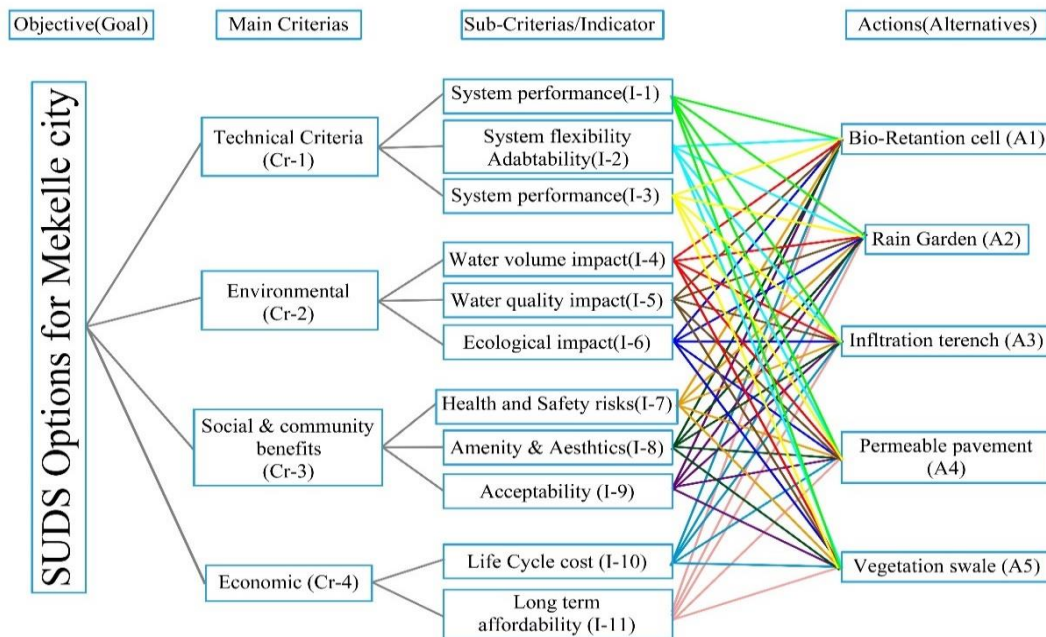 Objective(Goal)
Main Criterias
Sub-Criterias/Indicator
Actions(Alternatives)
SUDS Options for Mekelle city
Technical Criteria
(Cr-1)
Environmental
(Cr-2)
Social & community
benefits
(Cr-3)
Economic (Cr-4)
System performance(I-1)
System flexibility
Adabtability(I-2)
System performance(I-3)
Water volume impact(I-4)
Water quality impact(I-5)
Ecological impact(I-6)
Health and Safety risks(I-7)
Amenity & Aesthtics(I-8)
Acceptability (I-9)
Life Cycle cost (I-10)
Long term
affordability(I-11)
Bio-Retantion cell (A1)
Rain Garden (A2)
Infltration terench (A3)
Permeable pavement
(A4)
Vegetation swale (A5)